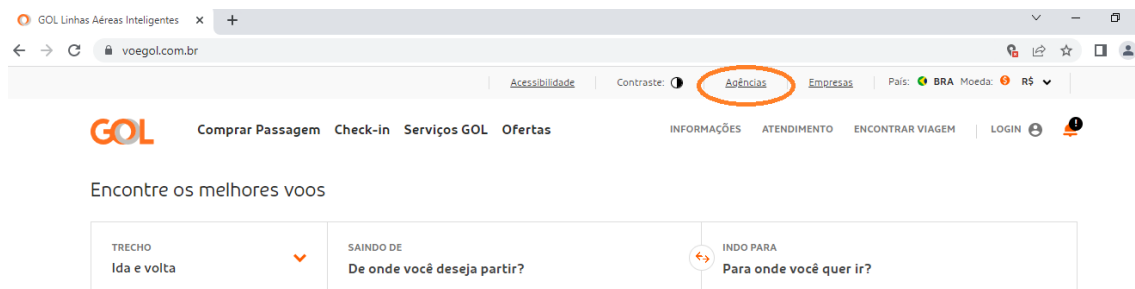 GOL Linhas Aéreas Inteligentes
voegol.com.br
Acessibilidade Contraste: Agências Empresas País: BRA Moeda: R$
GOL Comprar Passagem Check-in Serviços GOL Ofertas INFORMAÇÕES ATENDIMENTO ENCONTRAR VIAGEM LOGIN
Encontre os melhores voos
TRECHO SAINDO DE INDO PARA
Ida e volta De onde você deseja partir? Para onde você quer ir?